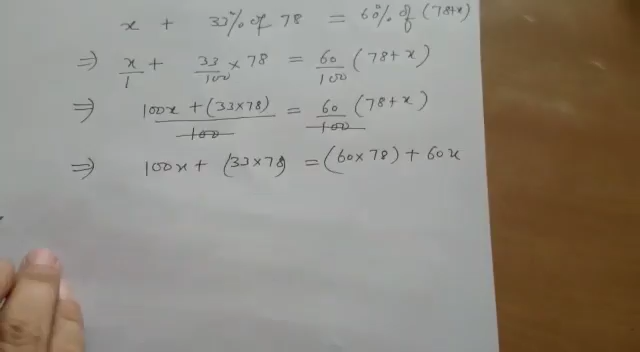 x + 33% of 78 = 60% of (78+x)
⇒ x/1 + 33/100 × 78 = 60/100 (78+x)
⇒ 100x + (33×78)/100 = 60/100 (78+x)
⇒ 100x + (33×78) = (60×78) + 60x